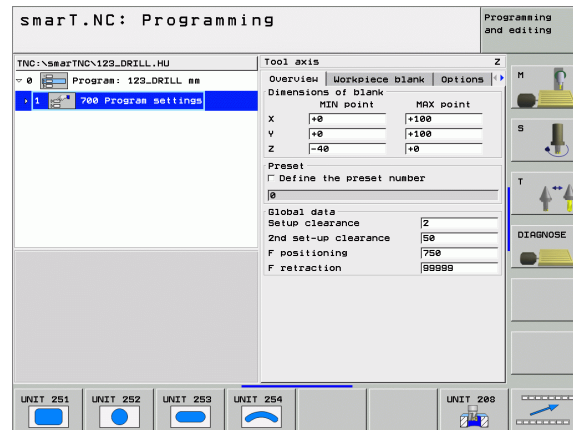 smarT.NC: Programming
Programming
and editing
TNC:\smarTNC\123_DRILL.HU
0 Program: 123_DRILL mm
1 700 Program settings
Tool axis Z
Overview Workpiece blank Options
Dimensions of blank
MIN point MAX point
X +0 +100
Y +0 +100
Z -40 +0
Preset
Define the preset number
0
Global data
Setup clearance 2
2nd set-up clearance 50
F positioning 750
F retraction 99999
M
S
T
DIAGNOSE
UNIT 251 UNIT 252 UNIT 253 UNIT 254 UNIT 208